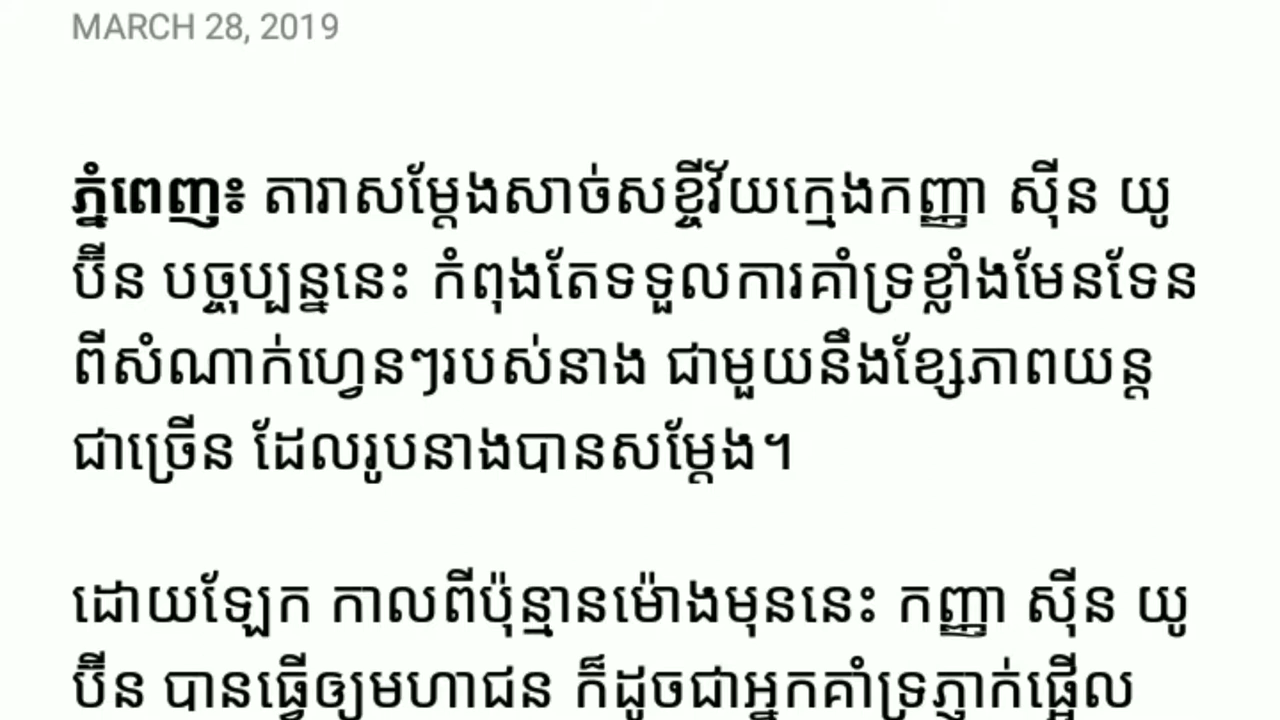 MARCH 28, 2019
ភ្នំពេញ៖ តារាសម្ដែងសាច់សខ្ចីវ័យក្មេងកញ្ញា ស៊ីន យូ
ប៊ីន បច្ចុប្បន្ននេះ កំពុងតែទទួលការគាំទ្រខ្លាំងមែនទែន
ពីសំណាក់ហ្វេនៗរបស់នាង ជាមួយនឹងខ្សែភាពយន្ត
ជាច្រើន ដែលរូបនាងបានសម្ដែង។
ដោយឡែក កាលពីប៉ុន្មានម៉ោងមុននេះ កញ្ញា ស៊ីន យូ
ប៊ីន បានធ្វើឲ្យមហាជន ក៏ដូចជាអ្នកគាំទ្រភ្ញាក់ផ្អើល